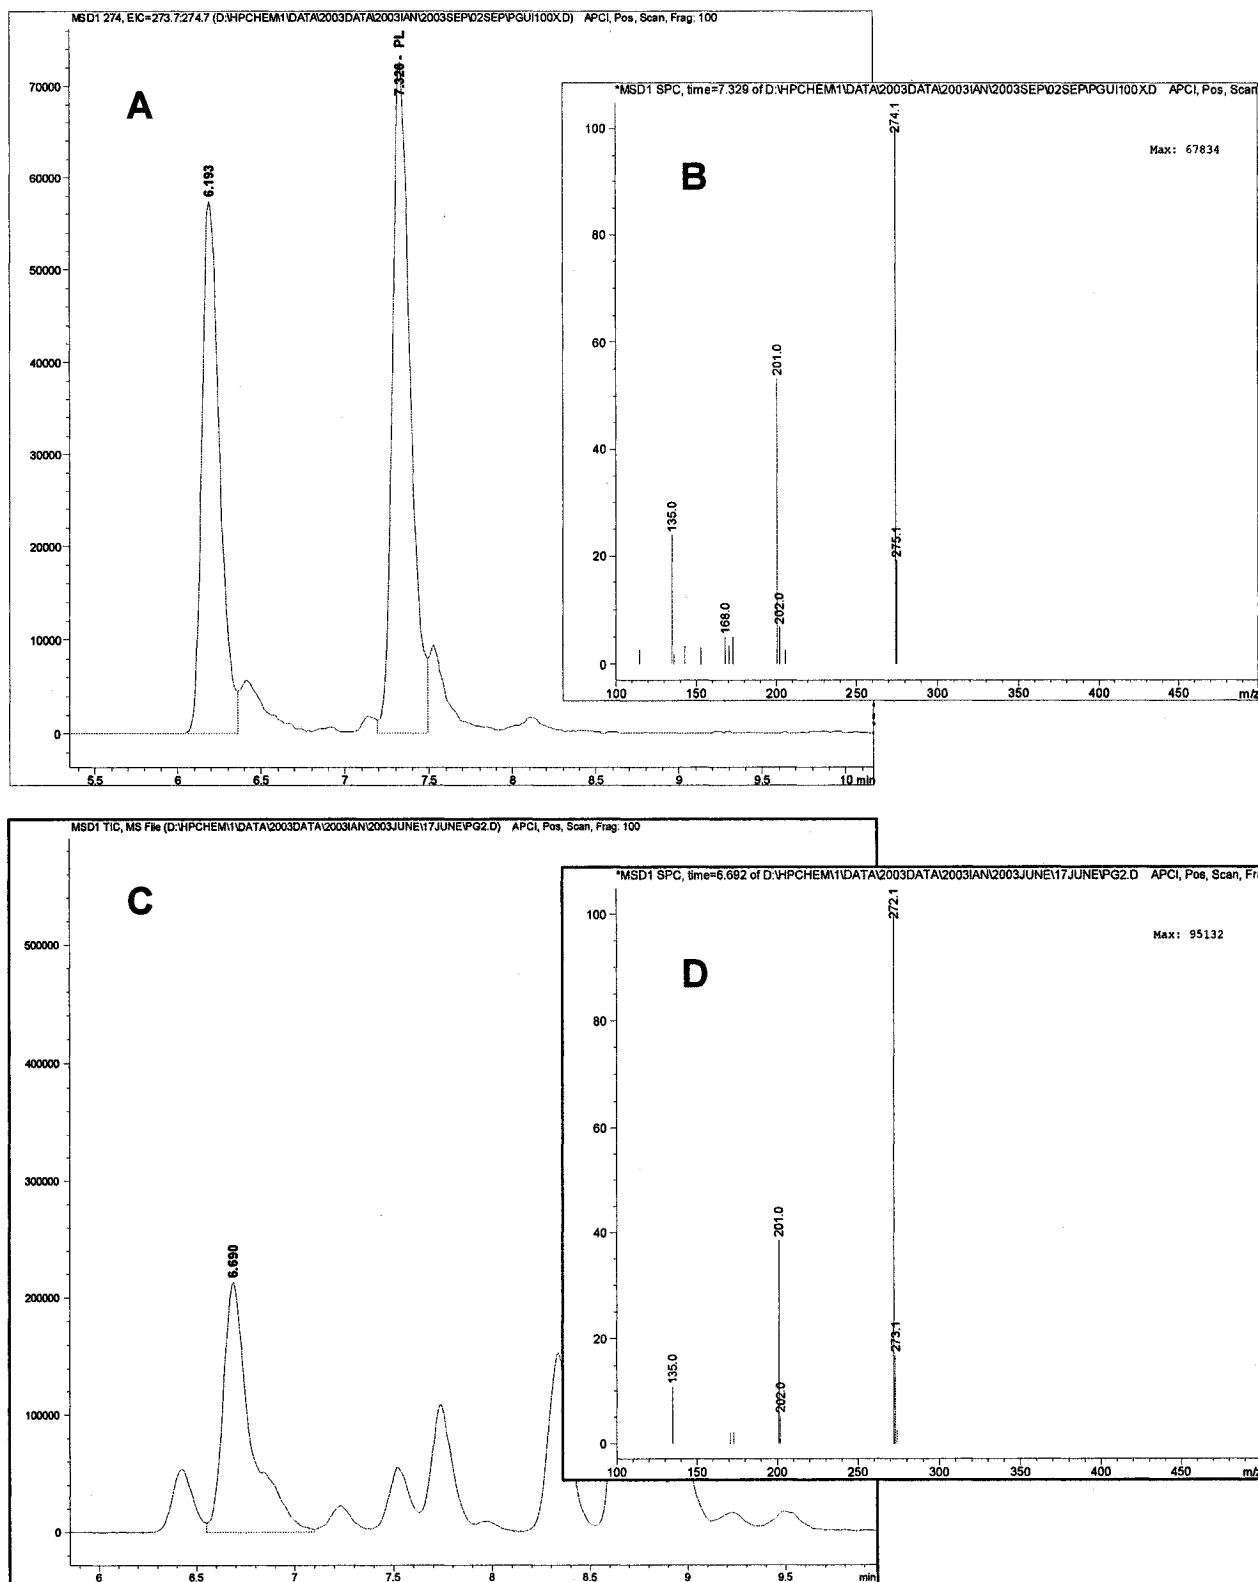 MSD1 274, EIC=273.7:274.7 (D:\HPCHEM\1\DATA\2003DATA\2003\IAN\2003SEP\02SEP\PGUI100X.D) APCI, Pos, Scan, Frag: 100
A
70000
60000
50000
40000
30000
20000
10000
0
6.193
7.326 - PL
5.5 6 6.5 7 7.5 8 8.5 9 9.5 10 min
*MSD1 SPC, time=7.329 of D:\HPCHEM\1\DATA\2003DATA\2003\IAN\2003SEP\02SEP\PGUI100X.D APCI, Pos, Scan
B
Max: 67834
100
80
60
40
20
0
135.0
168.0
201.0
202.0
274.1
275.1
100 150 200 250 300 350 400 450 m/z
MSD1 TIC, MS File (D:\HPCHEM\1\DATA\2003DATA\2003\IAN\2003JUNE\17JUNE\PG2.D) APCI, Pos, Scan, Frag: 100
C
500000
400000
300000
200000
100000
0
6.690
6 6.5 7 7.5 8 8.5 9 9.5 min
*MSD1 SPC, time=6.692 of D:\HPCHEM\1\DATA\2003DATA\2003\IAN\2003JUNE\17JUNE\PG2.D APCI, Pos, Scan, Fra
D
Max: 95132
100
80
60
40
20
0
135.0
201.0
202.0
272.1
273.1
100 150 200 250 300 350 400 450 m/z